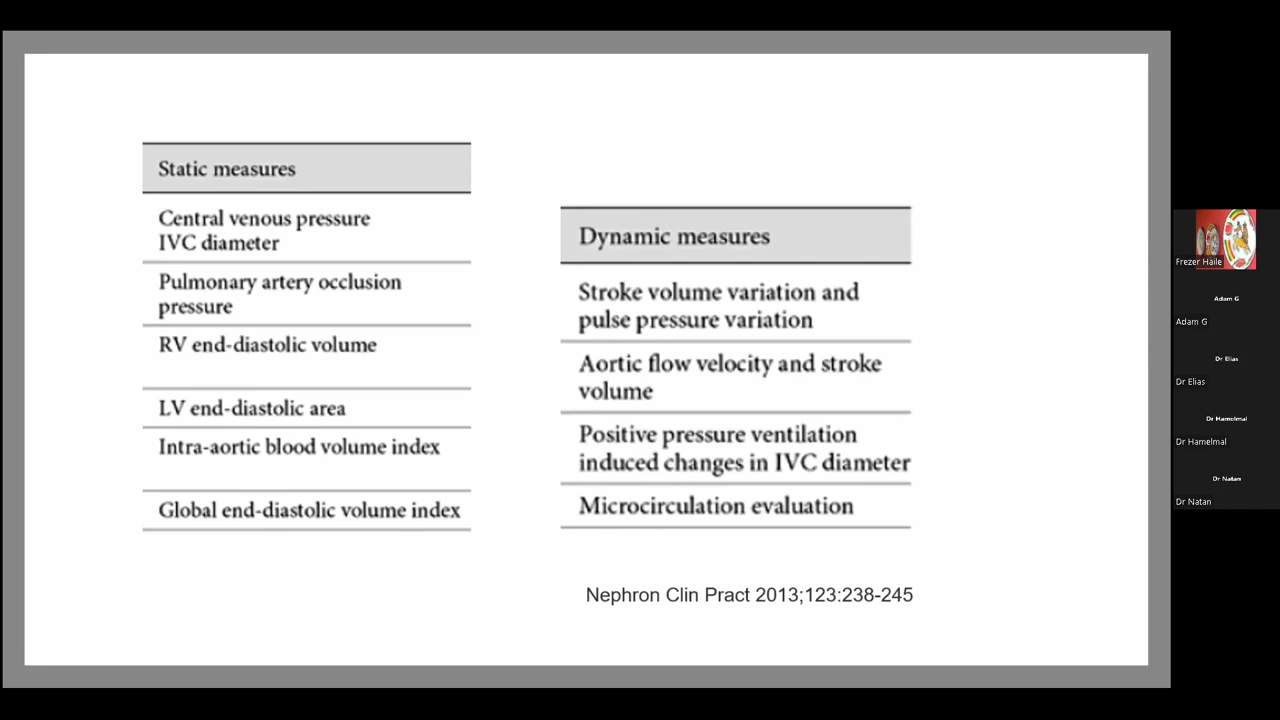 Static measures
Central venous pressure
IVC diameter
Pulmonary artery occlusion
pressure
RV end-diastolic volume
LV end-diastolic area
Intra-aortic blood volume index
Global end-diastolic volume index
Dynamic measures
Stroke volume variation and
pulse pressure variation
Aortic flow velocity and stroke
volume
Positive pressure ventilation
induced changes in IVC diameter
Microcirculation evaluation
Nephron Clin Pract 2013;123:238-245
Frezer Haile
Adam G
Adam G
Dr Elias
Dr Elias
Dr Hamelmal
Dr Hamelmal
Dr Natan
Dr Natan